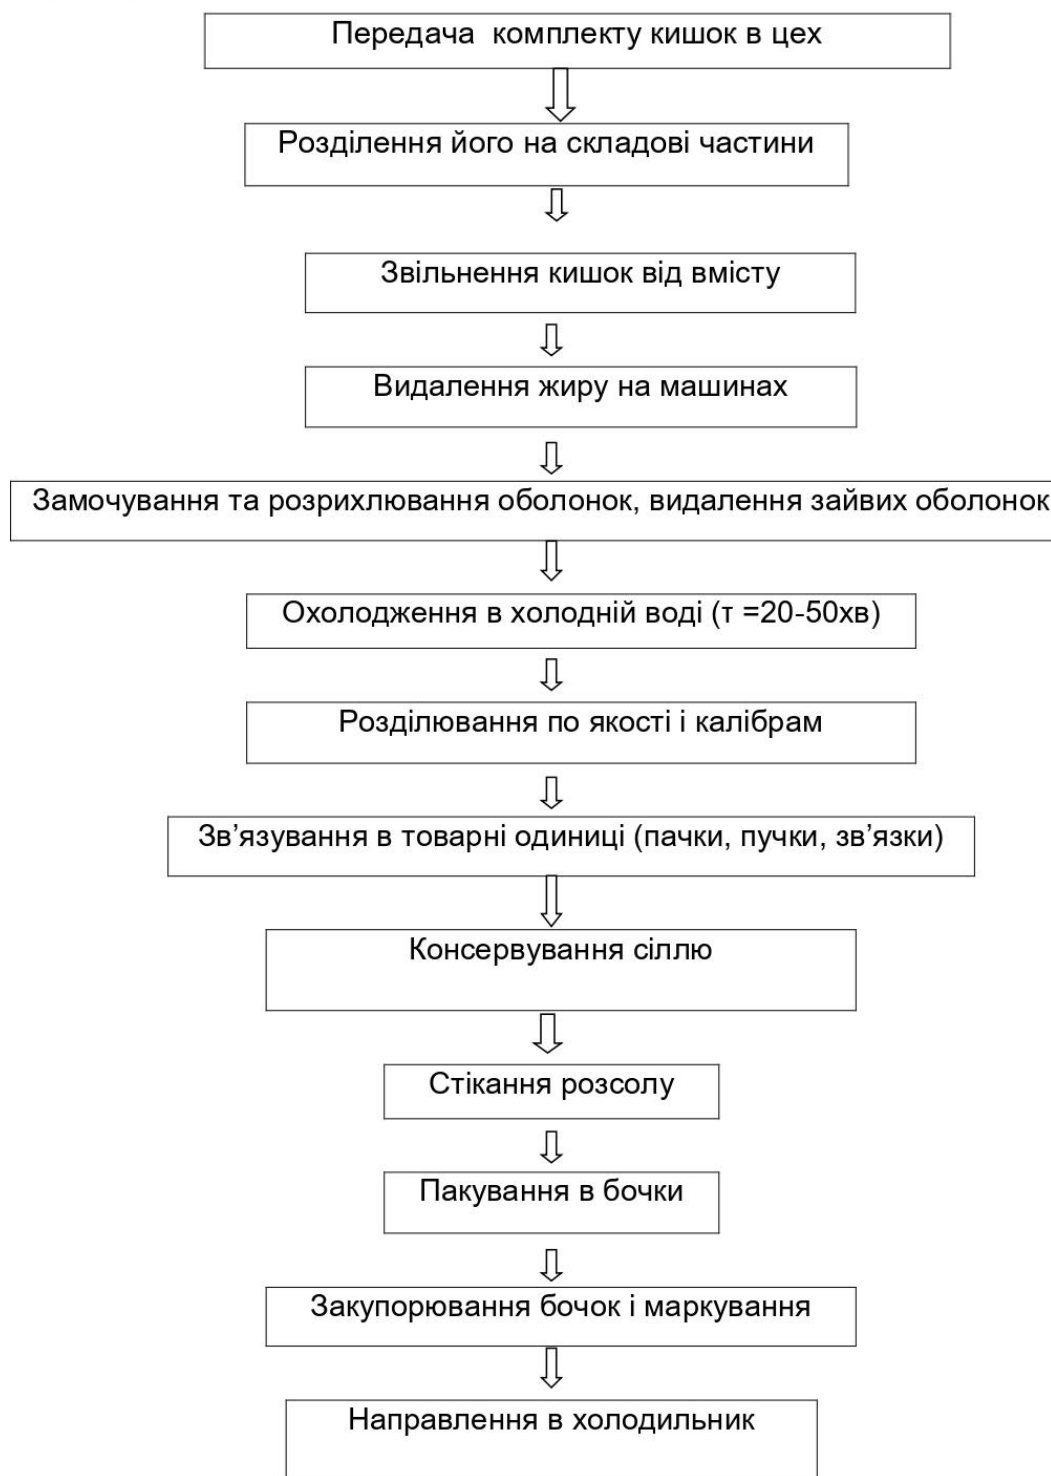 Передача комплекту кишок в цех
Розділення його на складові частини
Звільнення кишок від вмісту
Видалення жиру на машинах
Замочування та розрихлювання оболонок, видалення зайвих оболонок
Охолодження в холодній воді (τ =20-50хв)
Розділювання по якості і калібрам
Зв’язування в товарні одиниці (пачки, пучки, зв’язки)
Консервування сіллю
Стікання розсолу
Пакування в бочки
Закупорювання бочок і маркування
Направлення в холодильник